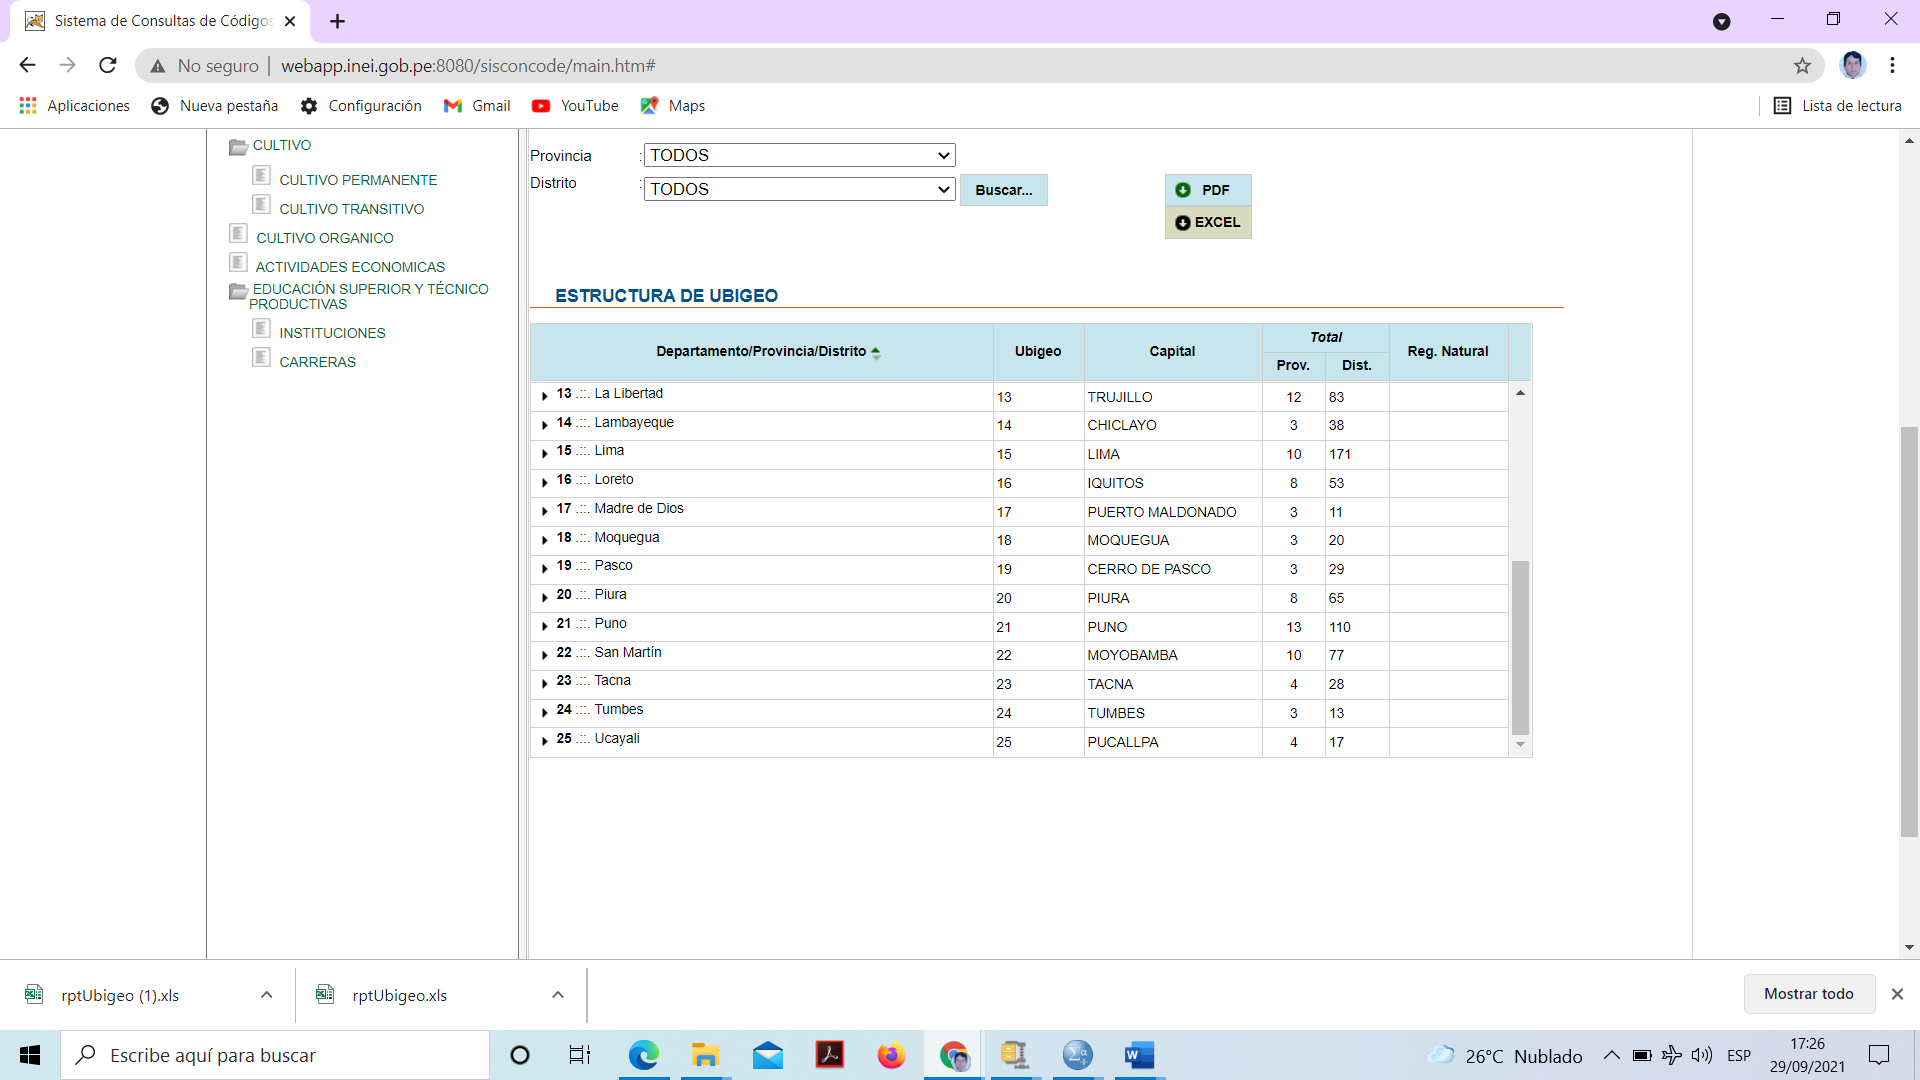 Sistema de Consultas de Códigos
No seguro | webapp.inei.gob.pe:8080/sisconcode/main.htm#
Aplicaciones Nueva pestaña Configuración Gmail YouTube Maps Lista de lectura
CULTIVO
CULTIVO PERMANENTE
CULTIVO TRANSITIVO
CULTIVO ORGANICO
ACTIVIDADES ECONOMICAS
EDUCACIÓN SUPERIOR Y TÉCNICO
PRODUCTIVAS
INSTITUCIONES
CARRERAS
Provincia : TODOS
Distrito : TODOS Buscar... PDF
EXCEL
ESTRUCTURA DE UBIGEO
Departamento/Provincia/Distrito Ubigeo Capital Total Reg. Natural
Prov. Dist.
13 .::. La Libertad 13 TRUJILLO 12 83
14 .::. Lambayeque 14 CHICLAYO 3 38
15 .::. Lima 15 LIMA 10 171
16 .::. Loreto 16 IQUITOS 8 53
17 .::. Madre de Dios 17 PUERTO MALDONADO 3 11
18 .::. Moquegua 18 MOQUEGUA 3 20
19 .::. Pasco 19 CERRO DE PASCO 3 29
20 .::. Piura 20 PIURA 8 65
21 .::. Puno 21 PUNO 13 110
22 .::. San Martín 22 MOYOBAMBA 10 77
23 .::. Tacna 23 TACNA 4 28
24 .::. Tumbes 24 TUMBES 3 13
25 .::. Ucayali 25 PUCALLPA 4 17
rptUbigeo (1).xls rptUbigeo.xls Mostrar todo
Escribe aquí para buscar 26°C Nublado ESP 17:26
29/09/2021